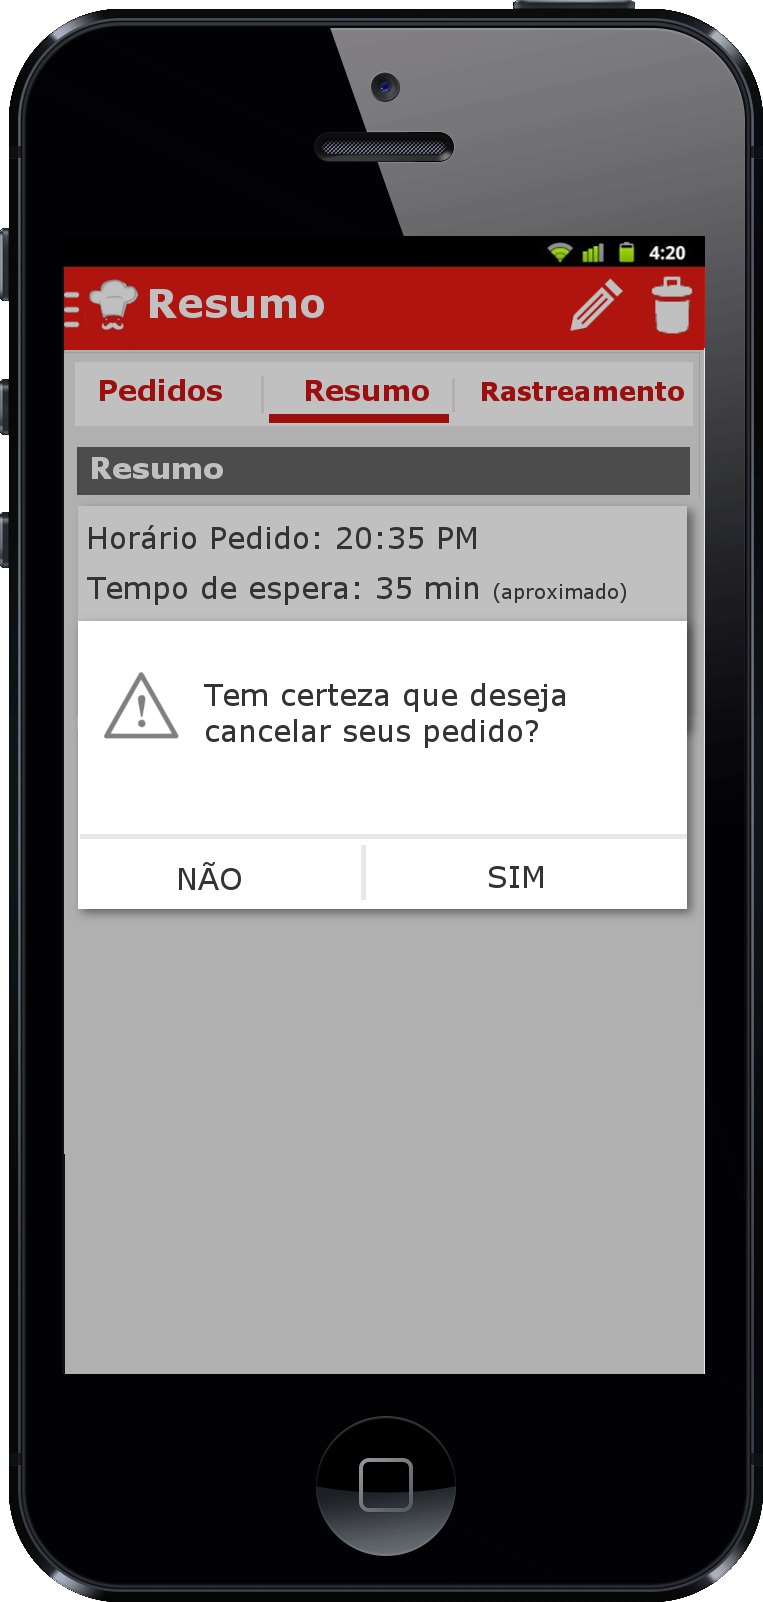 4:20
Resumo
Pedidos Resumo Rastreamento
Resumo
Horário Pedido: 20:35 PM
Tempo de espera: 35 min (aproximado)
Tem certeza que deseja
cancelar seus pedido?
NÃO SIM